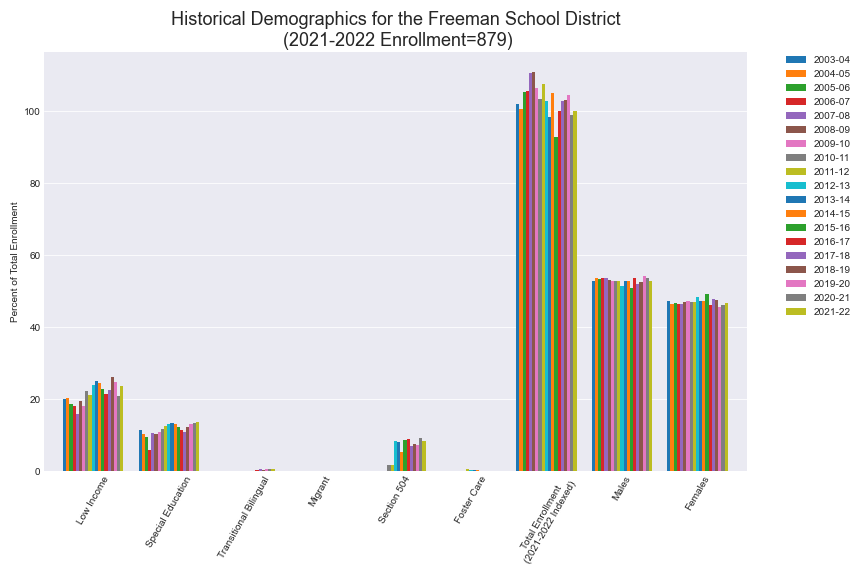 Historical Demographics for the Freeman School District
(2021-2022 Enrollment=879)
Percent of Total Enrollment
100
80
60
40
20
0
Low Income
Special Education
Transitional Bilingual
Migrant
Section 504
Foster Care
Total Enrollment
(2021-2022 Indexed)
Males
Females
2003-04
2004-05
2005-06
2006-07
2007-08
2008-09
2009-10
2010-11
2011-12
2012-13
2013-14
2014-15
2015-16
2016-17
2017-18
2018-19
2019-20
2020-21
2021-22